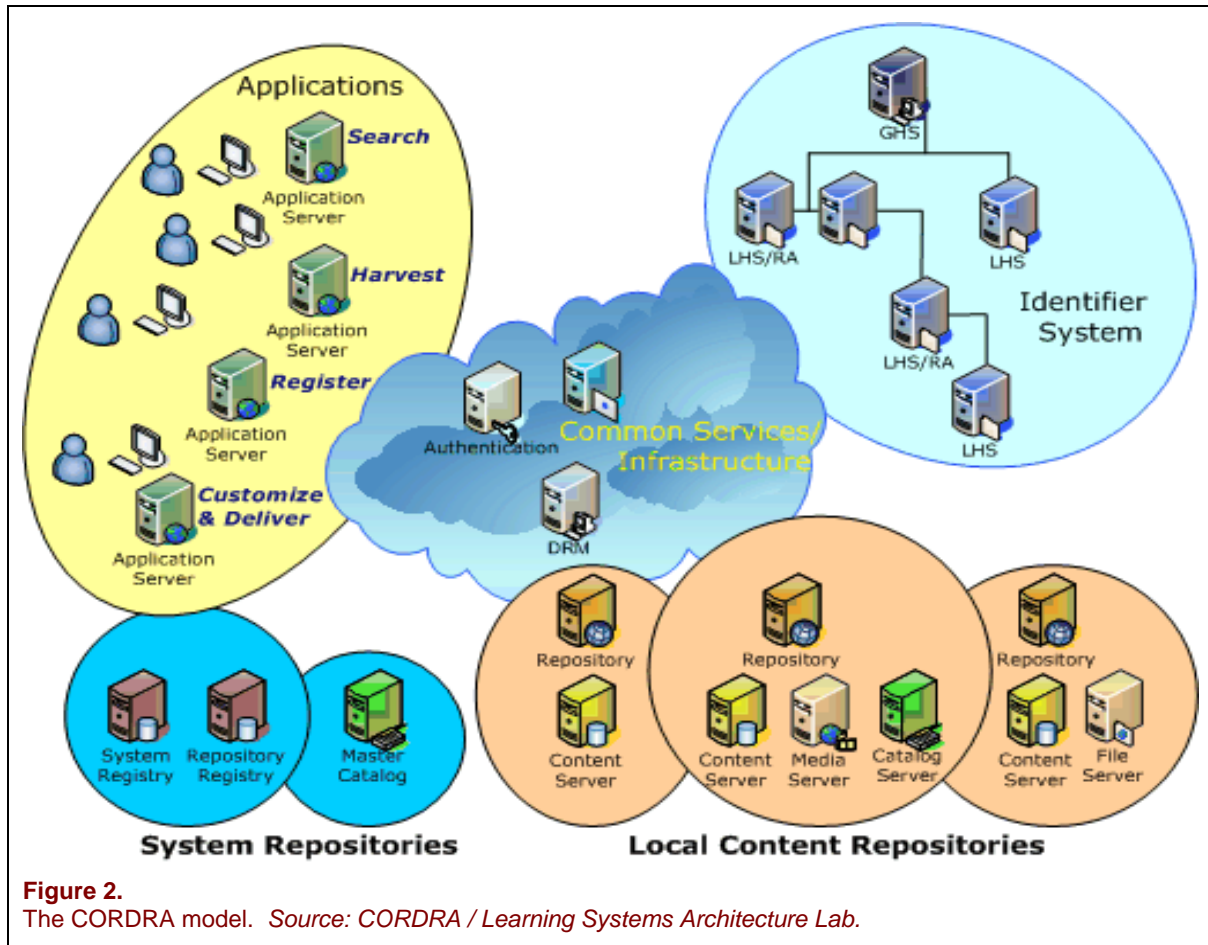 Applications
Search
Application
Server
Harvest
Application
Server
Register
Application
Server
Customize
& Deliver
Application
Server
GHS
LHS/RA
LHS
LHS/RA
LHS
Identifier
System
Authentication
Common Services/
Infrastructure
DRM
System
Registry
Repository
Registry
Master
Catalog
System Repositories
Repository
Content
Server
Repository
Content
Server
Media
Server
Catalog
Server
Repository
Content
Server
File
Server
Local Content Repositories
Figure 2.
The CORDRA model. Source: CORDRA / Learning Systems Architecture Lab.